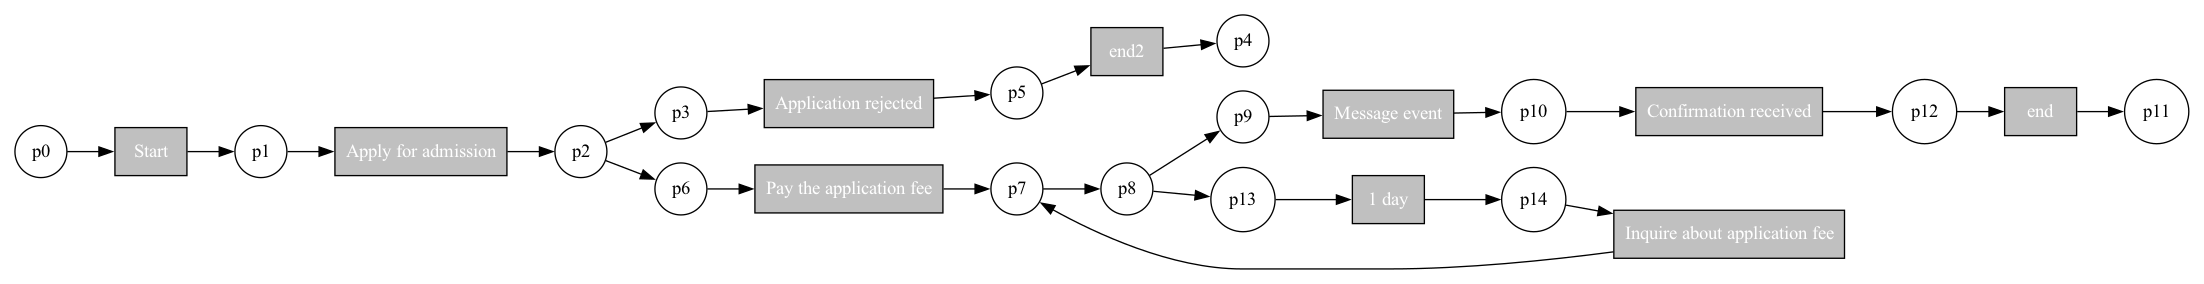 p0
Start
p1
Apply for admission
p2
p3
Application rejected
p5
end2
p4
p6
Pay the application fee
p7
p8
p9
Message event
p10
Confirmation received
p12
end
p11
p13
1 day
p14
Inquire about application fee